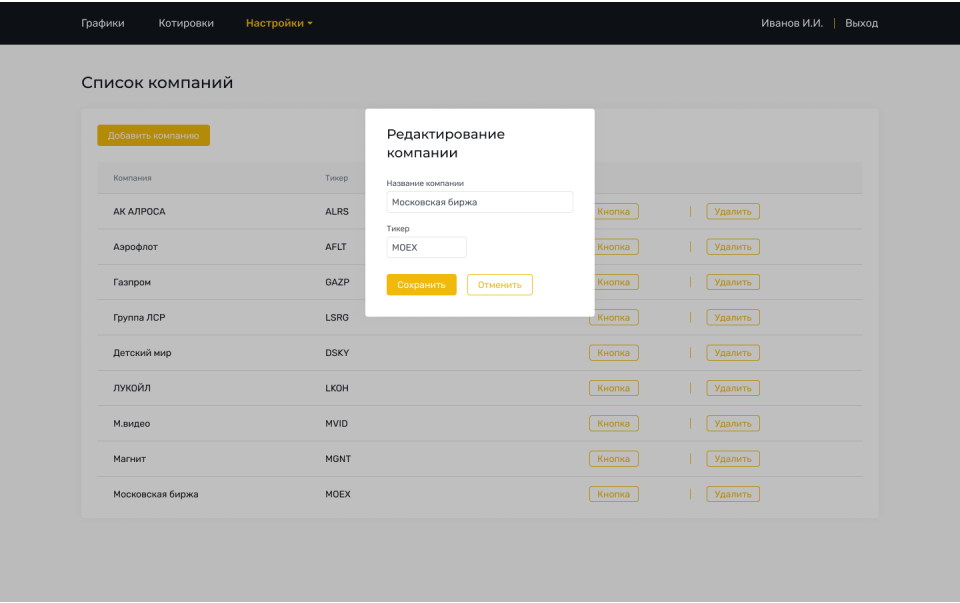 Графики Котировки Настройки Иванов И.И. | Выход
Список компаний
Добавить компанию
Редактирование
компании
Название компании
Московская биржа
Тикер
MOEX
Сохранить Отменить
Компания Тикер
АК АЛРОСА ALRS Кнопка | Удалить
Аэрофлот AFLT Кнопка | Удалить
Газпром GAZP Кнопка | Удалить
Группа ЛСР LSRG Кнопка | Удалить
Детский мир DSKY Кнопка | Удалить
ЛУКОЙЛ LKOH Кнопка | Удалить
М.видео MVID Кнопка | Удалить
Магнит MGNT Кнопка | Удалить
Московская биржа MOEX Кнопка | Удалить